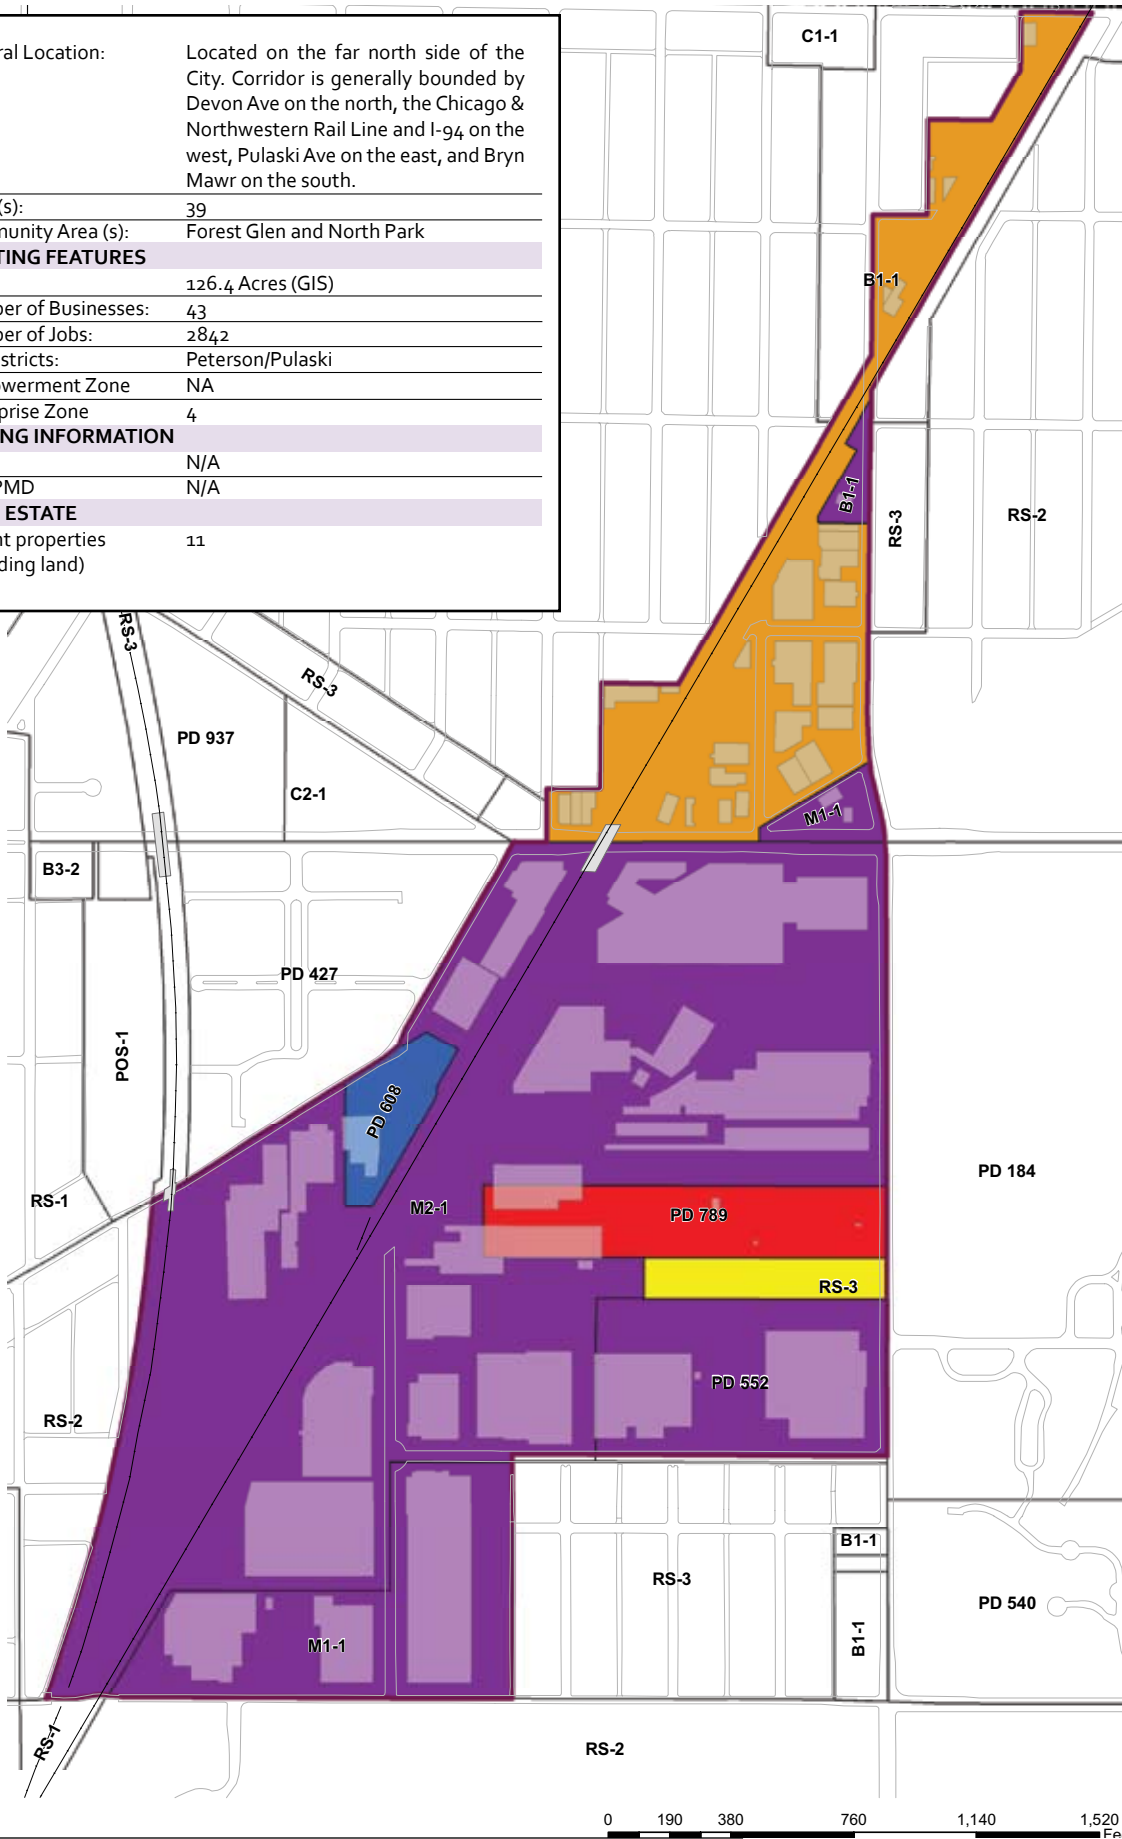 ral Location: Located on the far north side of the
City. Corridor is generally bounded by
Devon Ave on the north, the Chicago &
Northwestern Rail Line and I-94 on the
west, Pulaski Ave on the east, and Bryn
Mawr on the south.
(s): 39
munity Area (s): Forest Glen and North Park
TING FEATURES
126.4 Acres (GIS)
ber of Businesses: 43
ber of Jobs: 2842
stricts: Peterson/Pulaski
owerment Zone NA
prise Zone 4
NG INFORMATION
N/A
PMD N/A
ESTATE
nt properties 11
ding land)
C1-1
B1-1
B1-1
RS-3
RS-2
RS-3
RS-3
PD 937
C2-1
M1-1
B3-2
PD 427
POS-1
PD 608
PD 184
RS-1
M2-1
PD 789
RS-3
PD 552
RS-2
B1-1
RS-3
PD 540
B1-1
M1-1
RS-1
RS-2
0 190 380 760 1,140 1,520
Fe